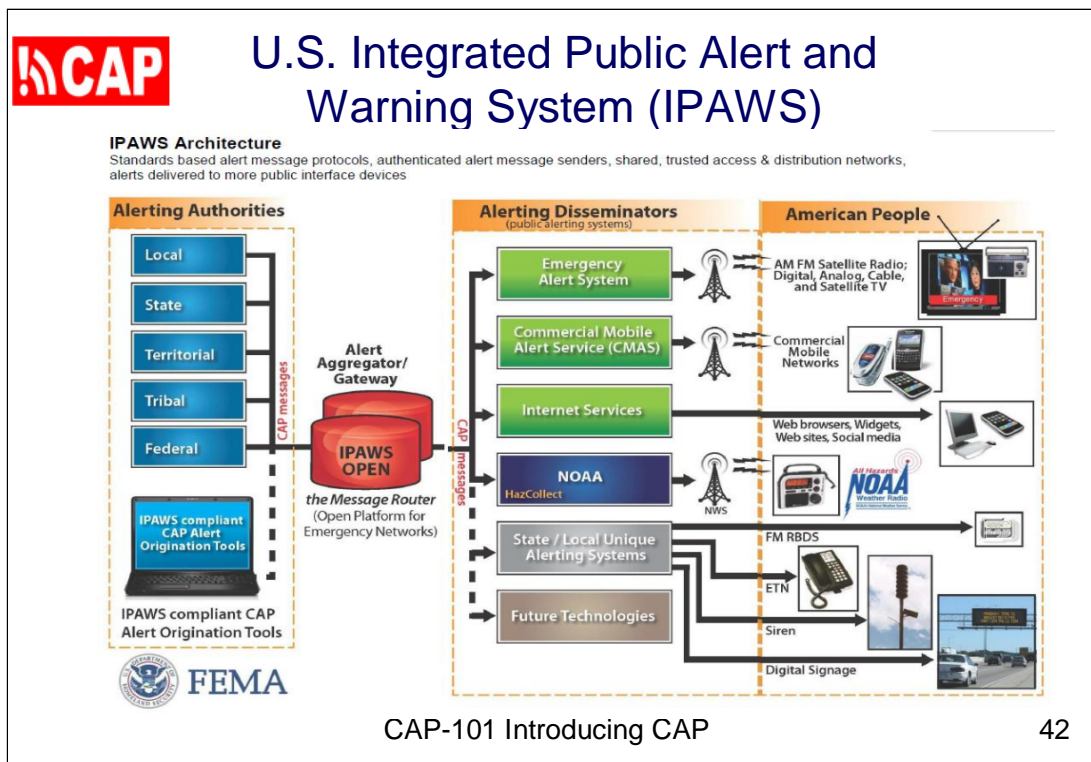 CAP
U.S. Integrated Public Alert and
Warning System (IPAWS)
IPAWS Architecture
Standards based alert message protocols, authenticated alert message senders, shared, trusted access & distribution networks,
alerts delivered to more public interface devices
Alerting Authorities
Local
State
Territorial
Tribal
Federal
CAP messages
IPAWS compliant
CAP Alert
Origination Tools
IPAWS compliant CAP
Alert Origination Tools
FEMA
Alert
Aggregator/
Gateway
IPAWS
OPEN
the Message Router
(Open Platform for
Emergency Networks)
CAP messages
Alerting Disseminators
(public alerting systems)
Emergency
Alert System
Commercial Mobile
Alert Service (CMAS)
Internet Services
NOAA
HazCollect
NWS
State / Local Unique
Alerting Systems
Future Technologies
American People
AM FM Satellite Radio;
Digital, Analog, Cable,
and Satellite TV
Emergency
Commercial
Mobile
Networks
Web browsers, Widgets,
Web sites, Social media
All Hazards
NOAA
Weather Radio
FM RBDS
ETN
Siren
Digital Signage
CAP-101 Introducing CAP
42